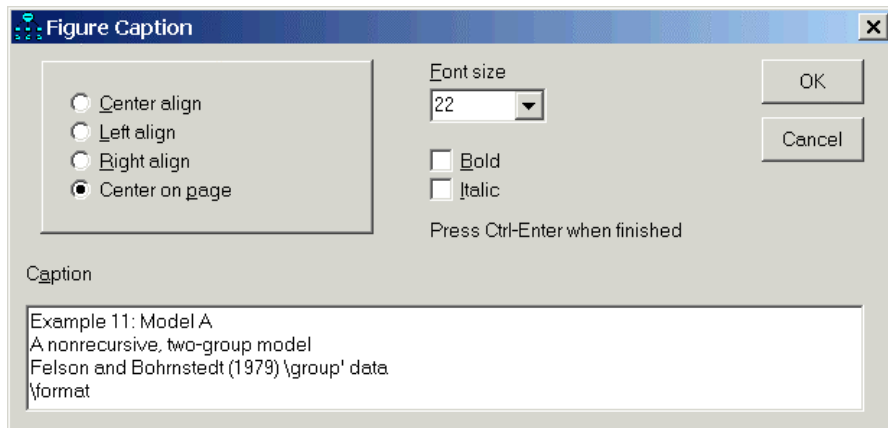 Figure Caption
Center align
Left align
Right align
Center on page
Font size
22
Bold
Italic
Press Ctrl-Enter when finished
OK
Cancel
Caption
Example 11: Model A
A nonrecursive, two-group model
Felson and Bohrnstedt (1979) \group' data
\format